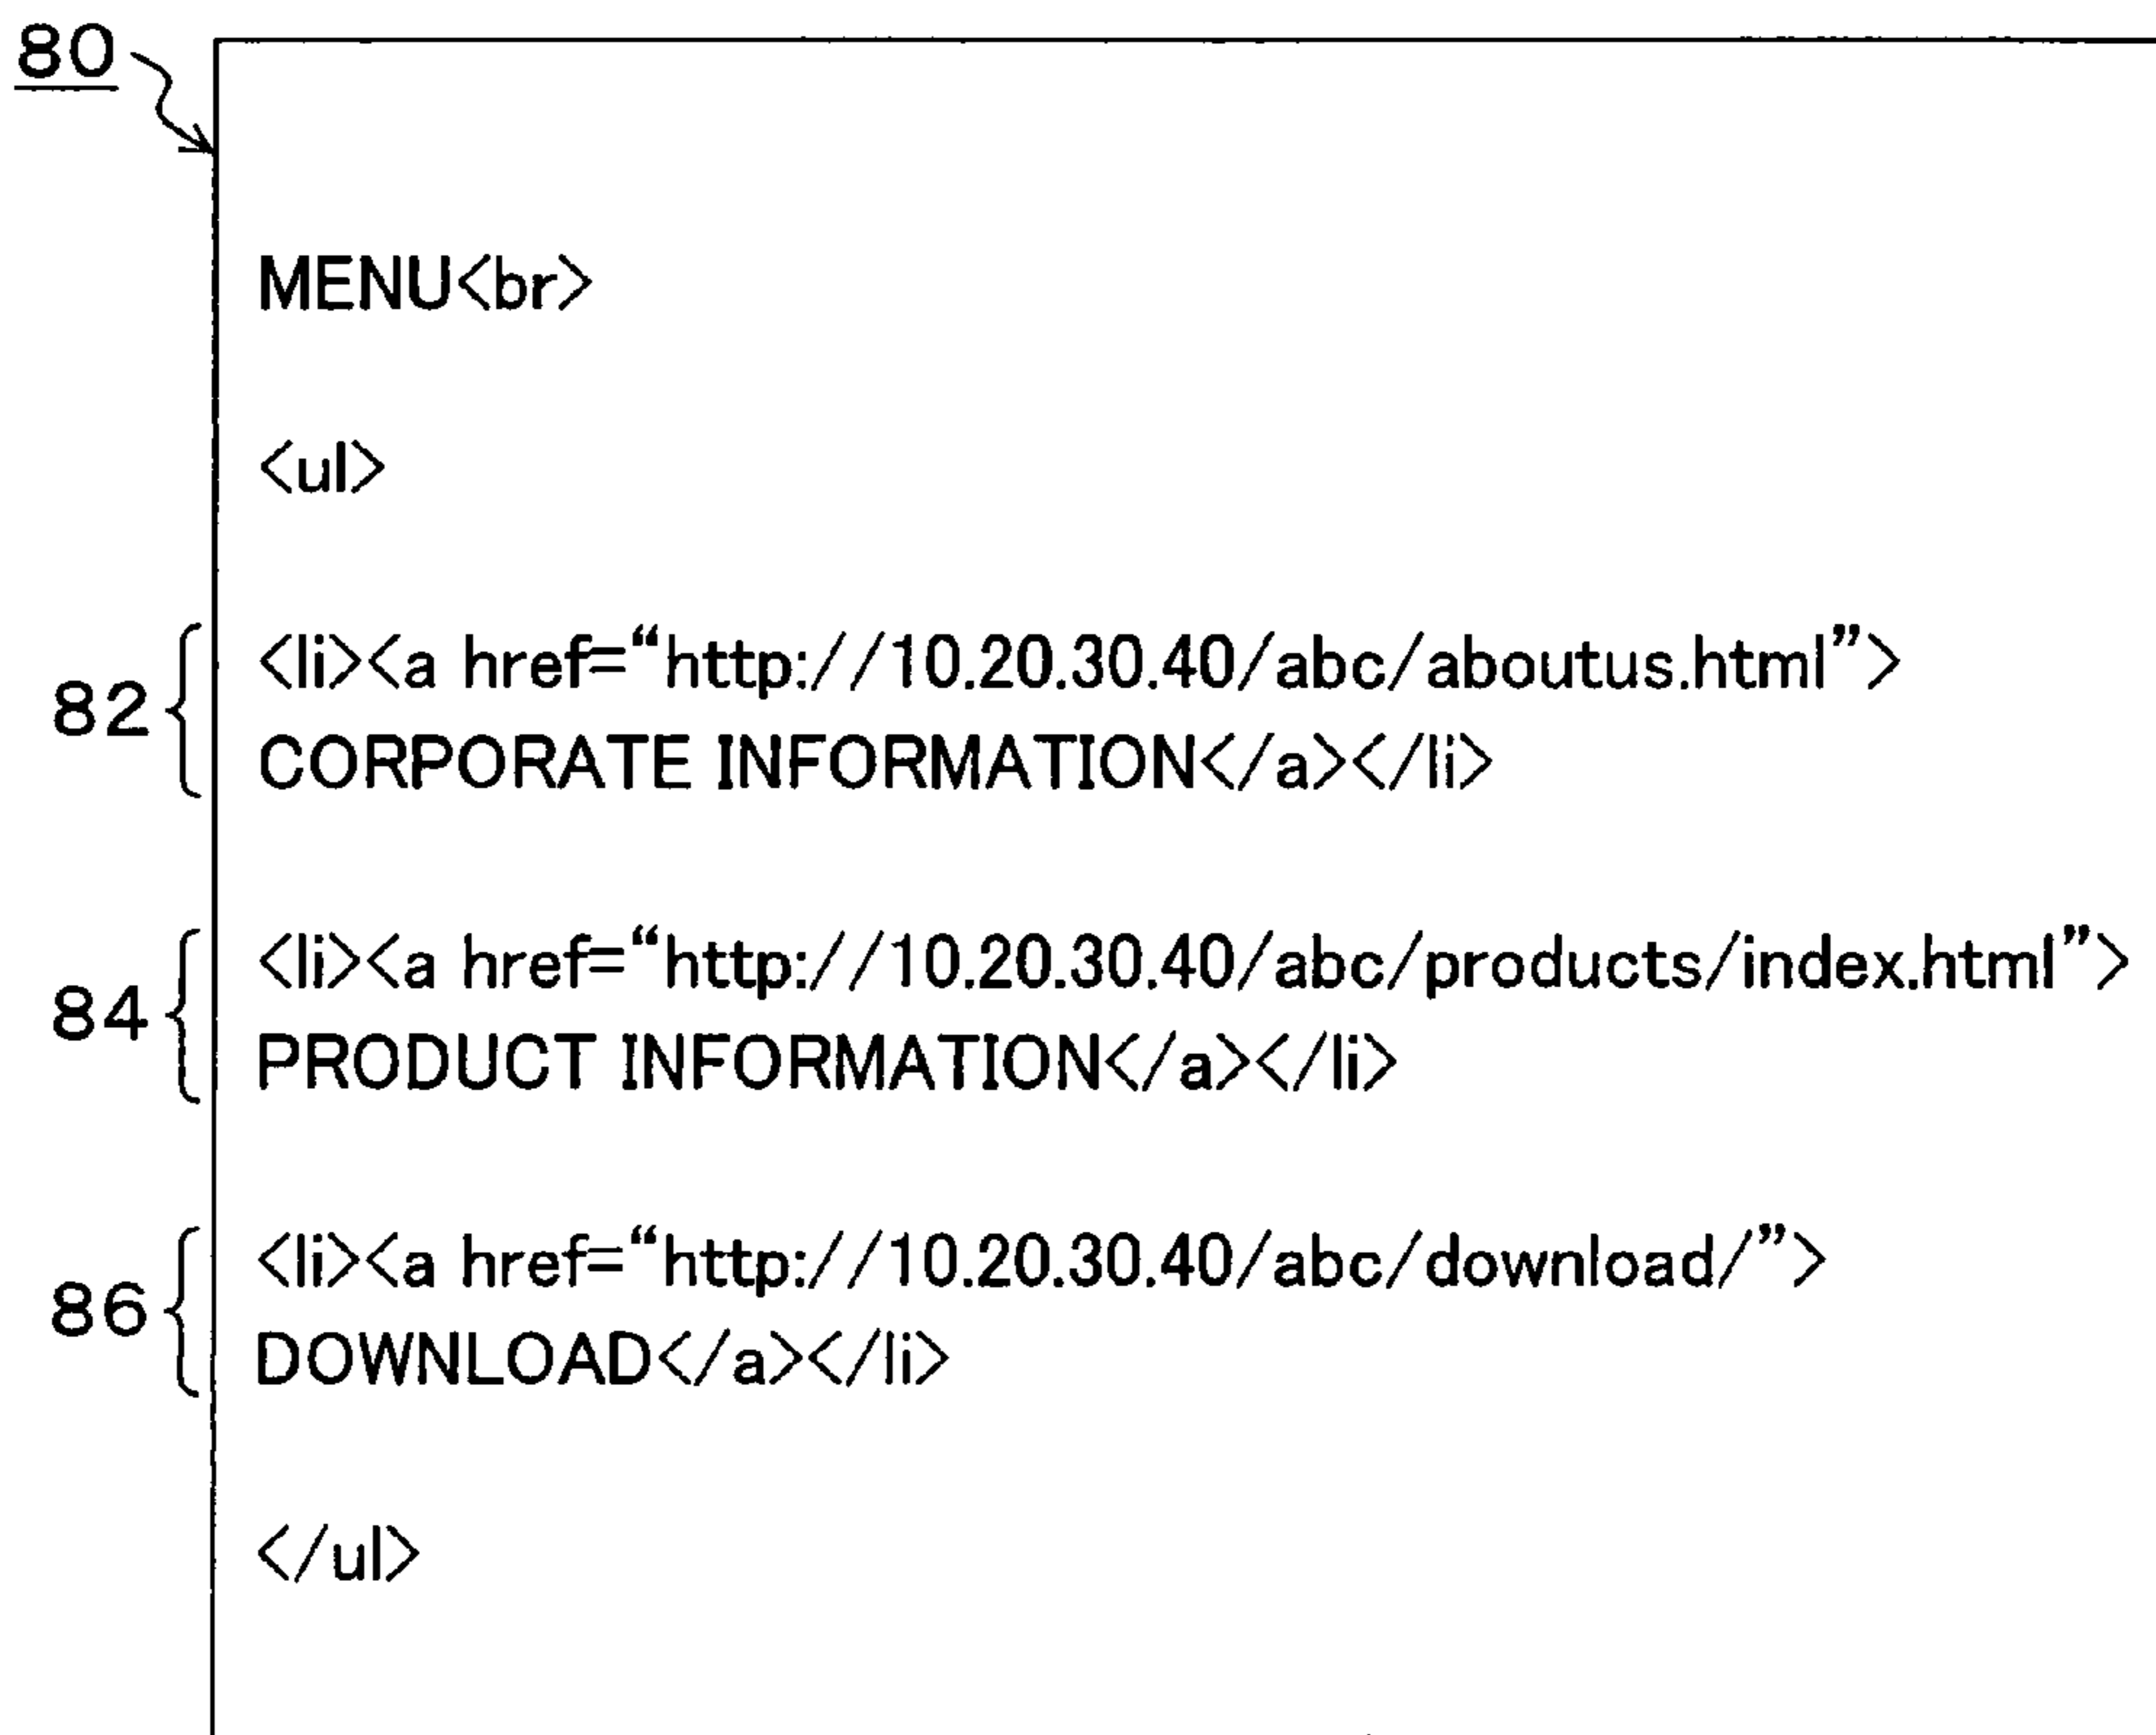 80
MENU<br>
<ul>
82
<li><a href=“http://10.20.30.40/abc/aboutus.html”>
CORPORATE INFORMATION</a></li>
84
<li><a href=“http://10.20.30.40/abc/products/index.html”>
PRODUCT INFORMATION</a></li>
86
<li><a href=“http://10.20.30.40/abc/download/”>
DOWNLOAD</a></li>
</ul>